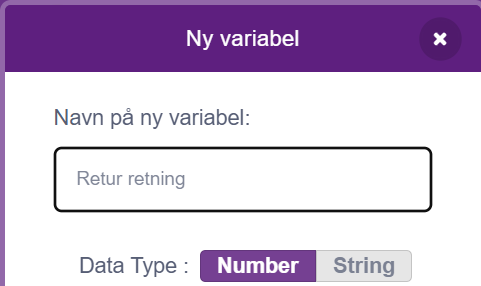 Ny variabel
Navn på ny variabel:
Retur retning
Data Type : Number String